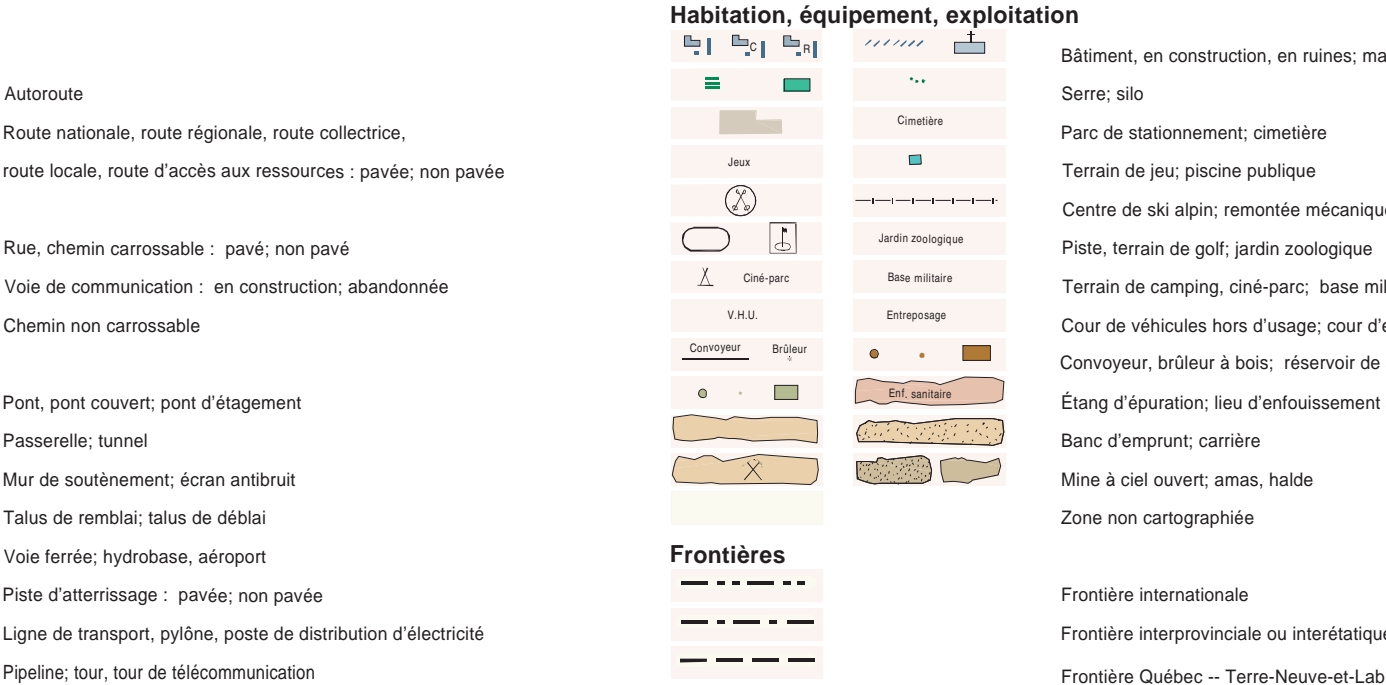 Autoroute
Route nationale, route régionale, route collectrice,
route locale, route d’accès aux ressources : pavée; non pavée
Rue, chemin carrossable : pavé; non pavé
Voie de communication : en construction; abandonnée
Chemin non carrossable
Pont, pont couvert; pont d’étagement
Passerelle; tunnel
Mur de soutènement; écran antibruit
Talus de remblai; talus de déblai
Voie ferrée; hydrobase, aéroport
Piste d’atterrissage : pavée; non pavée
Ligne de transport, pylône, poste de distribution d’électricité
Pipeline; tour, tour de télécommunication
Habitation, équipement, exploitation
C R
Bâtiment, en construction, en ruines; ma
Serre; silo
Cimetière
Parc de stationnement; cimetière
Jeux
Terrain de jeu; piscine publique
Centre de ski alpin; remontée mécanique
Jardin zoologique
Piste, terrain de golf; jardin zoologique
Ciné-parc Base militaire
Terrain de camping, ciné-parc; base mil
V.H.U. Entreposage
Cour de véhicules hors d’usage; cour d’e
Convoyeur Brûleur
Convoyeur, brûleur à bois; réservoir de
Enf. sanitaire
Étang d’épuration; lieu d’enfouissement
Banc d’emprunt; carrière
Mine à ciel ouvert; amas, halde
Zone non cartographiée
Frontières
Frontière internationale
Frontière interprovinciale ou interétatique
Frontière Québec -- Terre-Neuve-et-Lab